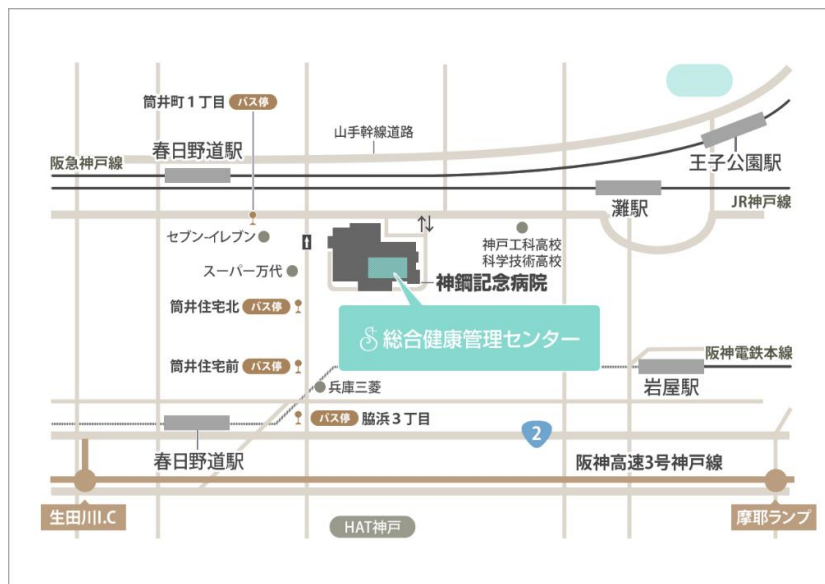 筒井町1丁目 バス停
山手幹線道路
春日野道駅
阪急神戸線
王子公園駅
灘駅
JR神戸線
セブン-イレブン
神戸工科高校
科学技術高校
スーパー万代
神鋼記念病院
筒井住宅北 バス停
総合健康管理センター
筒井住宅前 バス停
阪神電鉄本線
岩屋駅
兵庫三菱
バス停 脇浜3丁目
2
春日野道駅
阪神高速3号神戸線
生田川I.C
摩耶ランプ
HAT神戸